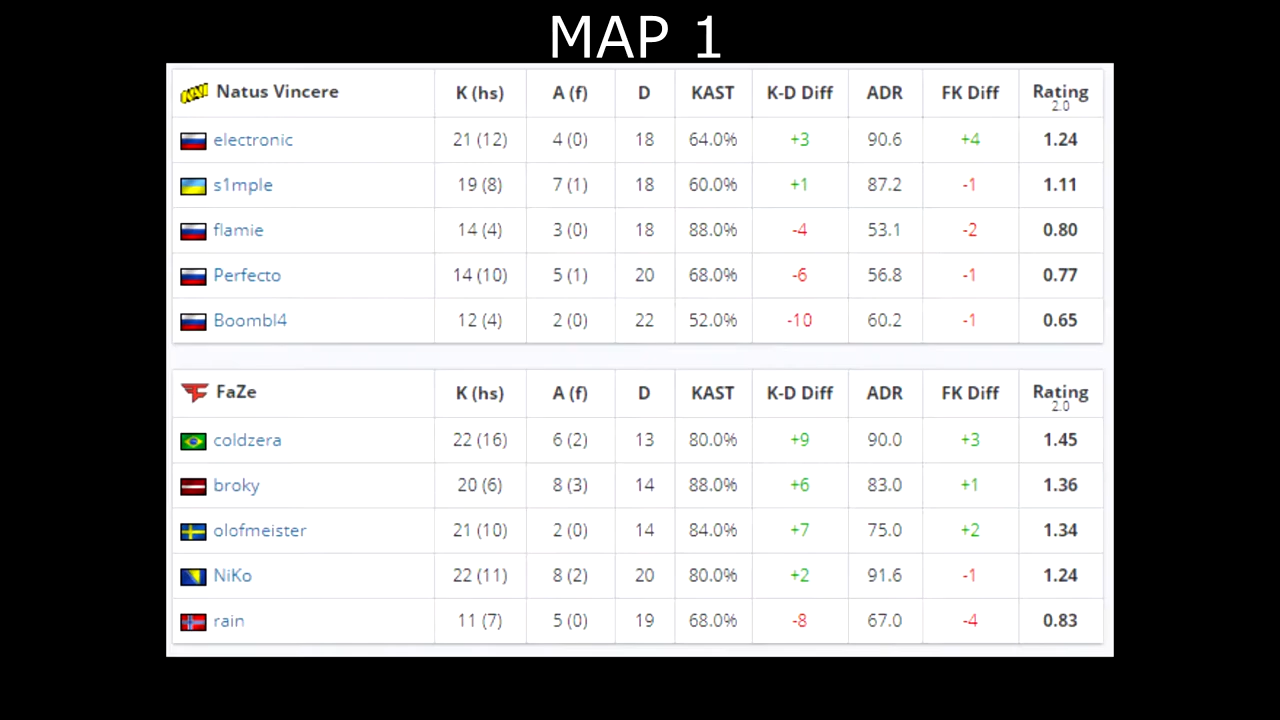 MAP 1
Natus Vincere K (hs) A (f) D KAST K-D Diff ADR FK Diff Rating 2.0
electronic 21 (12) 4 (0) 18 64.0% +3 90.6 +4 1.24
s1mple 19 (8) 7 (1) 18 60.0% +1 87.2 -1 1.11
flamie 14 (4) 3 (0) 18 88.0% -4 53.1 -2 0.80
Perfecto 14 (10) 5 (1) 20 68.0% -6 56.8 -1 0.77
Boombl4 12 (4) 2 (0) 22 52.0% -10 60.2 -1 0.65
FaZe K (hs) A (f) D KAST K-D Diff ADR FK Diff Rating 2.0
coldzera 22 (16) 6 (2) 13 80.0% +9 90.0 +3 1.45
broky 20 (6) 8 (3) 14 88.0% +6 83.0 +1 1.36
olofmeister 21 (10) 2 (0) 14 84.0% +7 75.0 +2 1.34
NiKo 22 (11) 8 (2) 20 80.0% +2 91.6 -1 1.24
rain 11 (7) 5 (0) 19 68.0% -8 67.0 -4 0.83